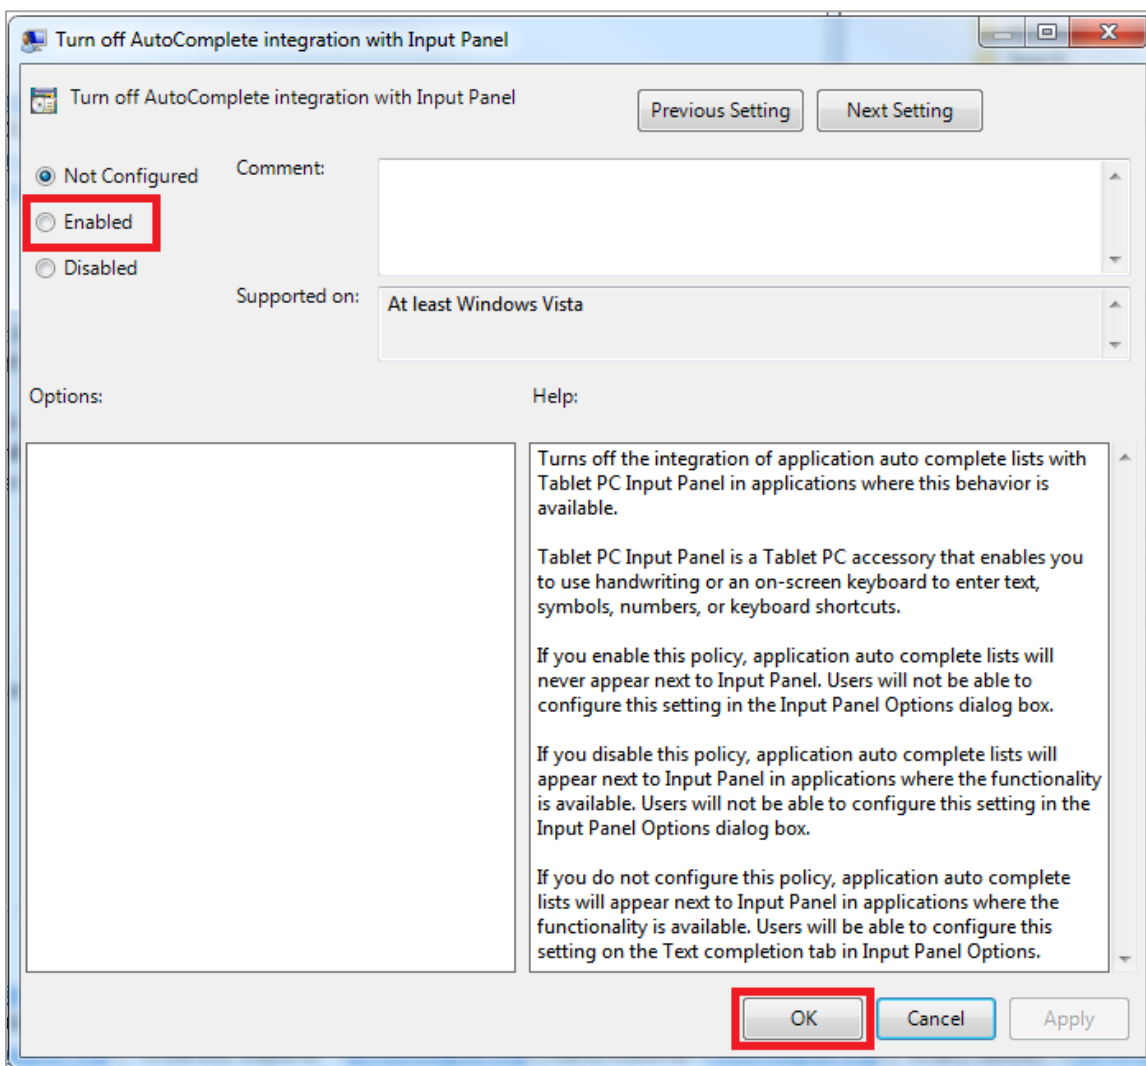 Turn off AutoComplete integration with Input Panel
Turn off AutoComplete integration with Input Panel
Previous Setting
Next Setting
Not Configured
Comment:
Enabled
Disabled
Supported on:
At least Windows Vista
Options:
Help:
Turns off the integration of application auto complete lists with
Tablet PC Input Panel in applications where this behavior is
available.
Tablet PC Input Panel is a Tablet PC accessory that enables you
to use handwriting or an on-screen keyboard to enter text,
symbols, numbers, or keyboard shortcuts.
If you enable this policy, application auto complete lists will
never appear next to Input Panel. Users will not be able to
configure this setting in the Input Panel Options dialog box.
If you disable this policy, application auto complete lists will
appear next to Input Panel in applications where the functionality
is available. Users will not be able to configure this setting in the
Input Panel Options dialog box.
If you do not configure this policy, application auto complete
lists will appear next to Input Panel in applications where the
functionality is available. Users will be able to configure this
setting on the Text completion tab in Input Panel Options.
OK
Cancel
Apply